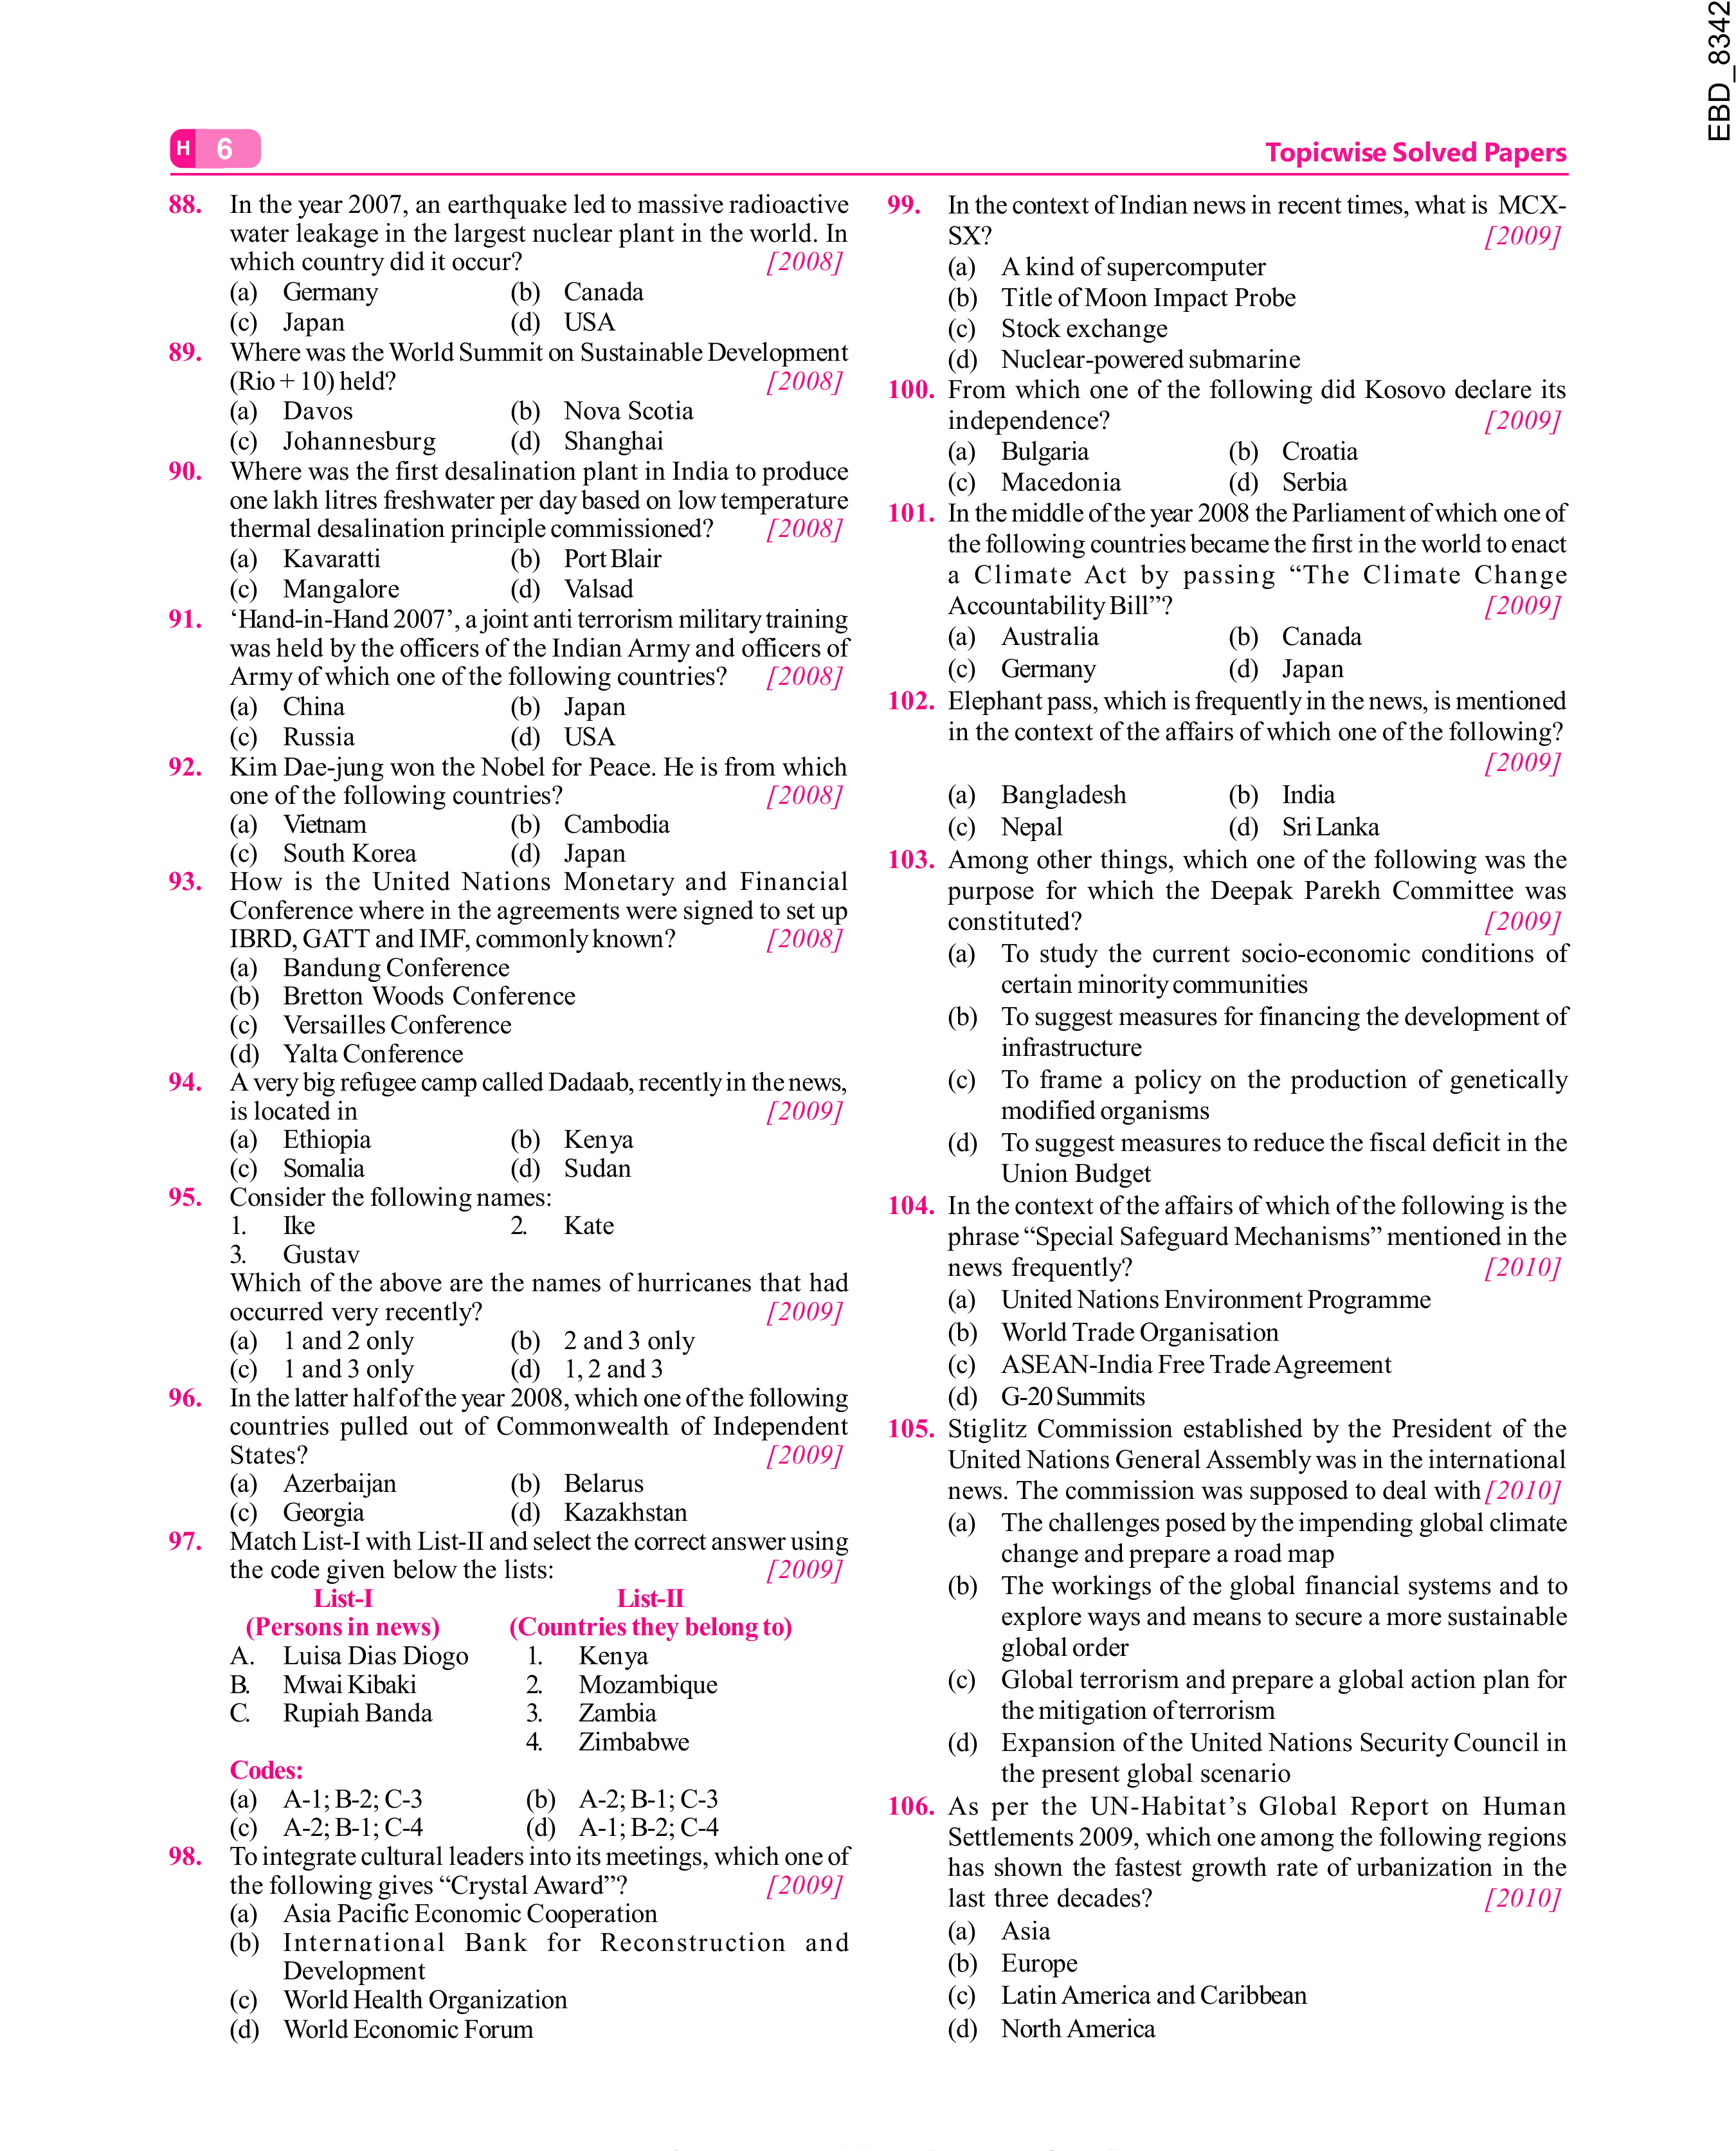 EBD_8342
H 6
Topicwise Solved Papers
88. In the year 2007, an earthquake led to massive radioactive
water leakage in the largest nuclear plant in the world. In
which country did it occur? [2008]
(a) Germany (b) Canada
(c) Japan (d) USA
89. Where was the World Summit on Sustainable Development
(Rio + 10) held? [2008]
(a) Davos (b) Nova Scotia
(c) Johannesburg (d) Shanghai
90. Where was the first desalination plant in India to produce
one lakh litres freshwater per day based on low temperature
thermal desalination principle commissioned? [2008]
(a) Kavaratti (b) Port Blair
(c) Mangalore (d) Valsad
91. ‘Hand-in-Hand 2007’, a joint anti terrorism military training
was held by the officers of the Indian Army and officers of
Army of which one of the following countries? [2008]
(a) China (b) Japan
(c) Russia (d) USA
92. Kim Dae-jung won the Nobel for Peace. He is from which
one of the following countries? [2008]
(a) Vietnam (b) Cambodia
(c) South Korea (d) Japan
93. How is the United Nations Monetary and Financial
Conference where in the agreements were signed to set up
IBRD, GATT and IMF, commonly known? [2008]
(a) Bandung Conference
(b) Bretton Woods Conference
(c) Versailles Conference
(d) Yalta Conference
94. A very big refugee camp called Dadaab, recently in the news,
is located in [2009]
(a) Ethiopia (b) Kenya
(c) Somalia (d) Sudan
95. Consider the following names:
1. Ike 2. Kate
3. Gustav
Which of the above are the names of hurricanes that had
occurred very recently? [2009]
(a) 1 and 2 only (b) 2 and 3 only
(c) 1 and 3 only (d) 1, 2 and 3
96. In the latter half of the year 2008, which one of the following
countries pulled out of Commonwealth of Independent
States? [2009]
(a) Azerbaijan (b) Belarus
(c) Georgia (d) Kazakhstan
97. Match List-I with List-II and select the correct answer using
the code given below the lists: [2009]
List-I List-II
(Persons in news) (Countries they belong to)
A. Luisa Dias Diogo 1. Kenya
B. Mwai Kibaki 2. Mozambique
C. Rupiah Banda 3. Zambia
4. Zimbabwe
Codes:
(a) A-1; B-2; C-3 (b) A-2; B-1; C-3
(c) A-2; B-1; C-4 (d) A-1; B-2; C-4
98. To integrate cultural leaders into its meetings, which one of
the following gives “Crystal Award”? [2009]
(a) Asia Pacific Economic Cooperation
(b) International Bank for Reconstruction and
Development
(c) World Health Organization
(d) World Economic Forum
99. In the context of Indian news in recent times, what is MCX-
SX? [2009]
(a) A kind of supercomputer
(b) Title of Moon Impact Probe
(c) Stock exchange
(d) Nuclear-powered submarine
100. From which one of the following did Kosovo declare its
independence? [2009]
(a) Bulgaria (b) Croatia
(c) Macedonia (d) Serbia
101. In the middle of the year 2008 the Parliament of which one of
the following countries became the first in the world to enact
a Climate Act by passing “The Climate Change
Accountability Bill”? [2009]
(a) Australia (b) Canada
(c) Germany (d) Japan
102. Elephant pass, which is frequently in the news, is mentioned
in the context of the affairs of which one of the following?
[2009]
(a) Bangladesh (b) India
(c) Nepal (d) Sri Lanka
103. Among other things, which one of the following was the
purpose for which the Deepak Parekh Committee was
constituted? [2009]
(a) To study the current socio-economic conditions of
certain minority communities
(b) To suggest measures for financing the development of
infrastructure
(c) To frame a policy on the production of genetically
modified organisms
(d) To suggest measures to reduce the fiscal deficit in the
Union Budget
104. In the context of the affairs of which of the following is the
phrase “Special Safeguard Mechanisms” mentioned in the
news frequently? [2010]
(a) United Nations Environment Programme
(b) World Trade Organisation
(c) ASEAN-India Free Trade Agreement
(d) G-20 Summits
105. Stiglitz Commission established by the President of the
United Nations General Assembly was in the international
news. The commission was supposed to deal with [2010]
(a) The challenges posed by the impending global climate
change and prepare a road map
(b) The workings of the global financial systems and to
explore ways and means to secure a more sustainable
global order
(c) Global terrorism and prepare a global action plan for
the mitigation of terrorism
(d) Expansion of the United Nations Security Council in
the present global scenario
106. As per the UN-Habitat’s Global Report on Human
Settlements 2009, which one among the following regions
has shown the fastest growth rate of urbanization in the
last three decades? [2010]
(a) Asia
(b) Europe
(c) Latin America and Caribbean
(d) North America